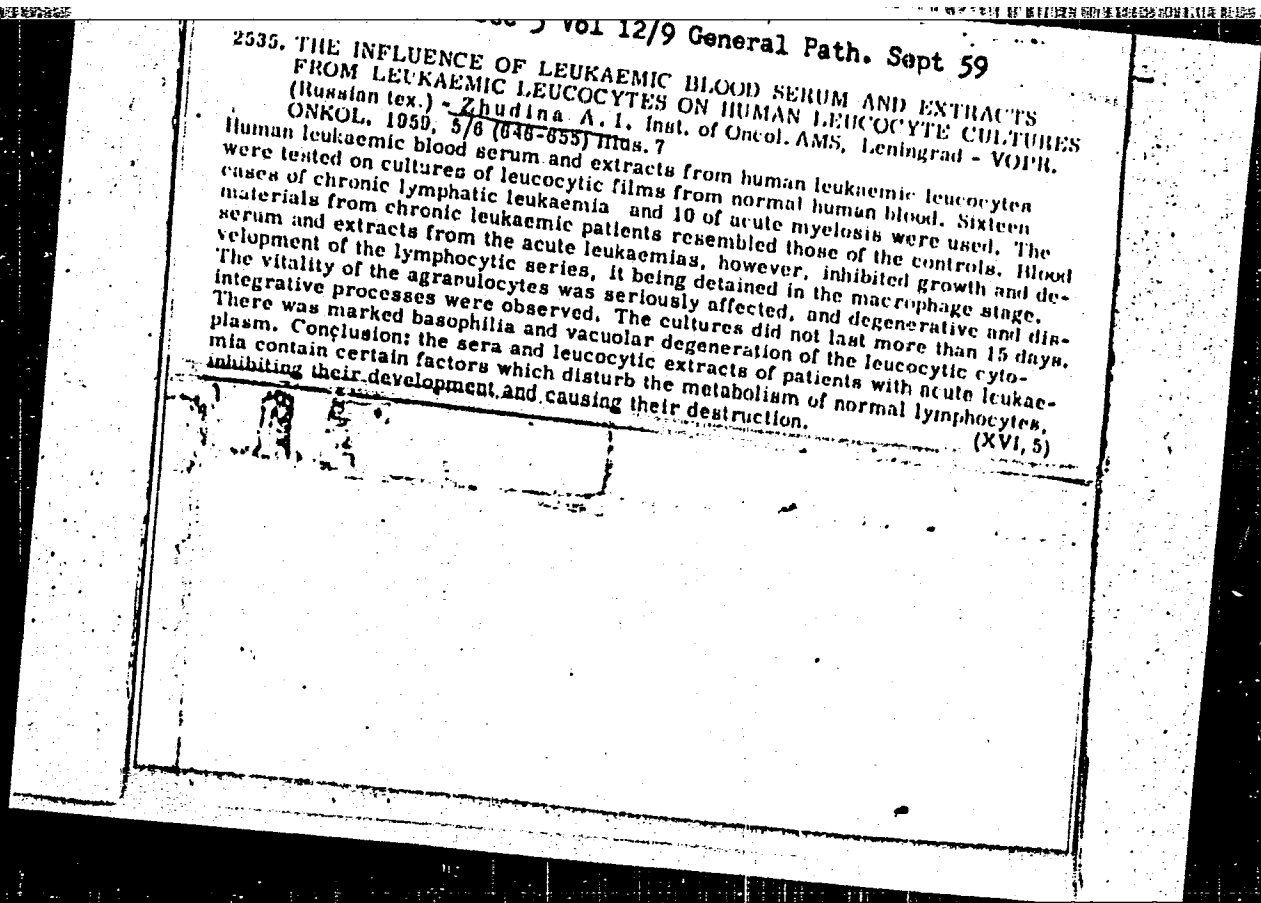 5 Vol 12/9 General Path. Sept 59
2535. THE INFLUENCE OF LEUKAEMIC BLOOD SERUM AND EXTRACTS
FROM LEUKAEMIC LEUCOCYTES ON HUMAN LEUCOCYTE CULTURES
(Russian tex.) - Zhudina A. I. Inst. of Oncol. AMS, Leningrad - VOPR.
ONKOL. 1959, 5/6 (646-655) Illus. 7
Human leukaemic blood serum and extracts from human leukaemic leucocytes
were tested on cultures of leucocytic films from normal human blood. Sixteen
cases of chronic lymphatic leukaemia and 10 of acute myelosis were used. The
materials from chronic leukaemic patients resembled those of the controls. Blood
serum and extracts from the acute leukaemias, however, inhibited growth and de-
velopment of the lymphocytic series, it being detained in the macrophage stage.
The vitality of the agranulocytes was seriously affected, and degenerative and dis-
integrative processes were observed. The cultures did not last more than 15 days.
There was marked basophilia and vacuolar degeneration of the leucocytic cyto-
plasm. Conclusion: the sera and leucocytic extracts of patients with acute leukae-
mia contain certain factors which disturb the metabolism of normal lymphocytes,
inhibiting their development and causing their destruction.
(XVI, 5)